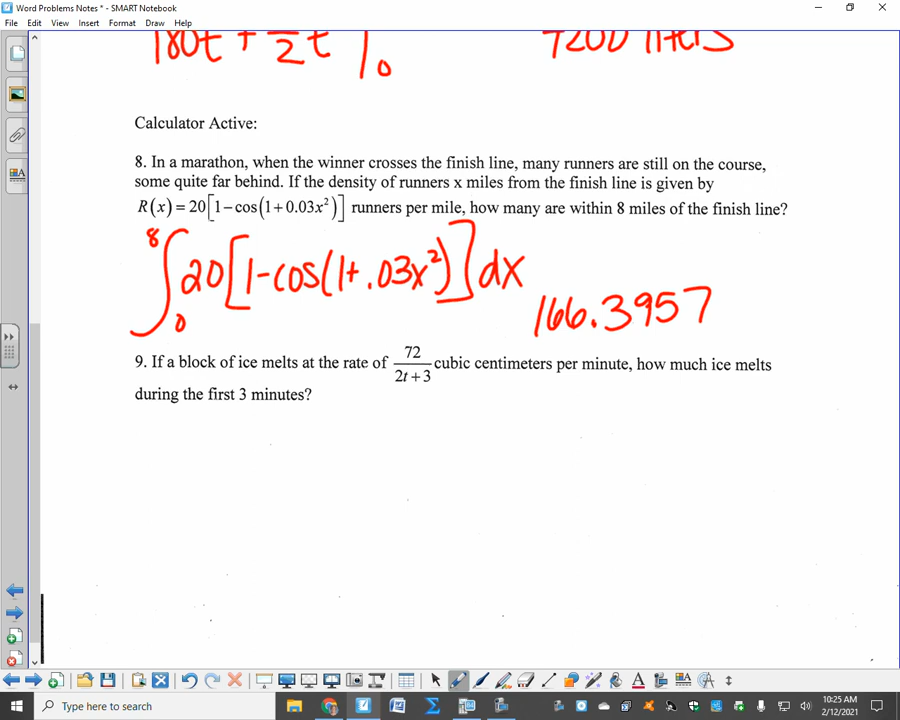 Word Problems Notes * - SMART Notebook
File Edit View Insert Format Draw Help
180t + /2 t | 0
7200 liters
Calculator Active:
8. In a marathon, when the winner crosses the finish line, many runners are still on the course,
some quite far behind. If the density of runners x miles from the finish line is given by
R(x) = 20[1−cos(1+0.03x²)] runners per mile, how many are within 8 miles of the finish line?
∫₀⁸ 20[1-cos(1+.03x²)]dx
166.3957
9. If a block of ice melts at the rate of 72/(2t+3) cubic centimeters per minute, how much ice melts
during the first 3 minutes?
Type here to search
10:25 AM
2/12/2021